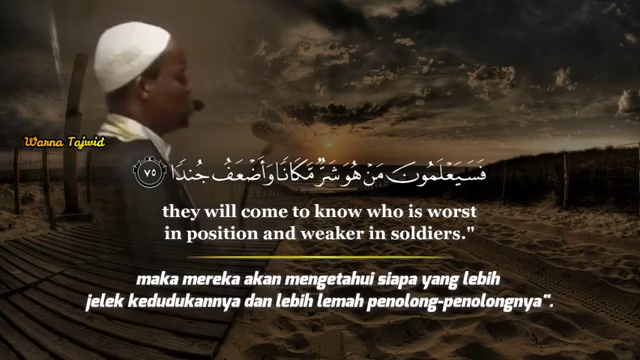 Warna Tajwid
فَسَيَعْلَمُونَ مَنْ هُوَ شَرٌّ مَّكَانًا وَأَضْعَفُ جُندًا ٧٥
they will come to know who is worst
in position and weaker in soldiers."
maka mereka akan mengetahui siapa yang lebih
jelek kedudukannya dan lebih lemah penolong-penolongnya".